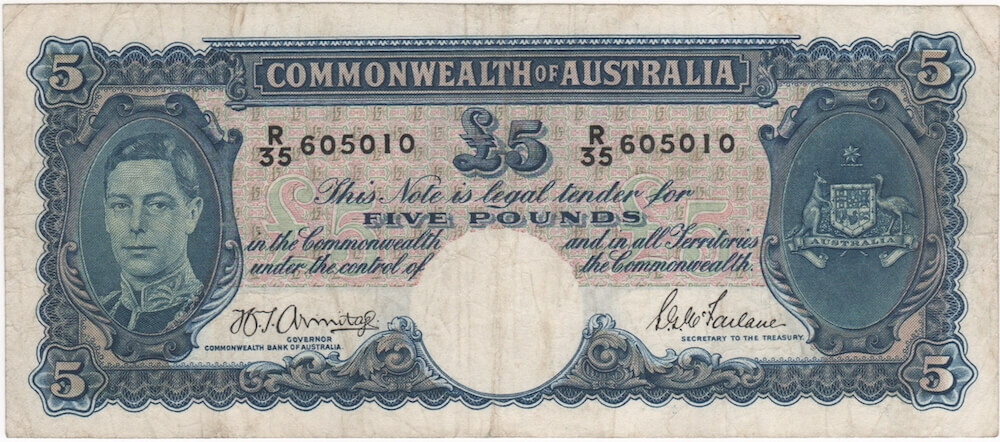 5 5
COMMONWEALTH OF AUSTRALIA
R/35 605010 £5 R/35 605010
This Note is legal tender for
FIVE POUNDS
in the Commonwealth and in all Territories
under the control of the Commonwealth.
AUSTRALIA
H.T. Armitage S.G. McFarlane
GOVERNOR
COMMONWEALTH BANK OF AUSTRALIA.
SECRETARY TO THE TREASURY.
5 5